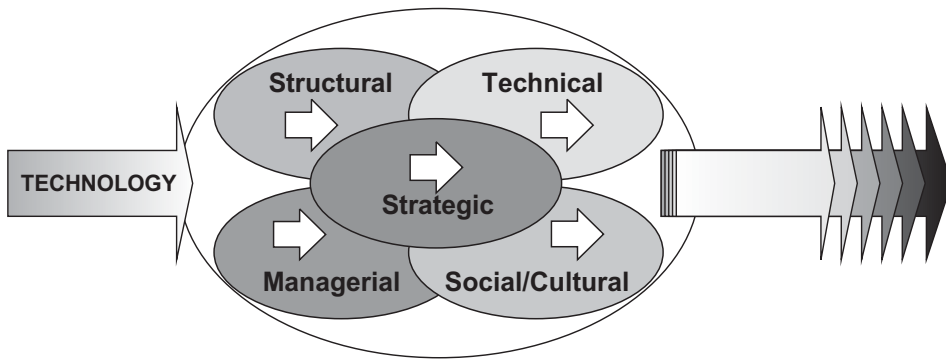 Structural
Technical
TECHNOLOGY
Strategic
Managerial
Social/Cultural